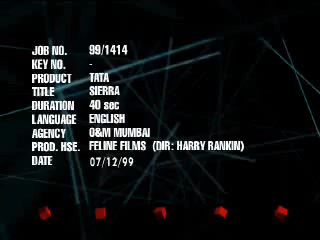 JOB NO. 99/1414
KEY NO. -
PRODUCT TATA
TITLE SIERRA
DURATION 40 sec
LANGUAGE ENGLISH
AGENCY O&M MUMBAI
PROD. HSE. FELINE FILMS (DIR: HARRY RANKIN)
DATE 07/12/99